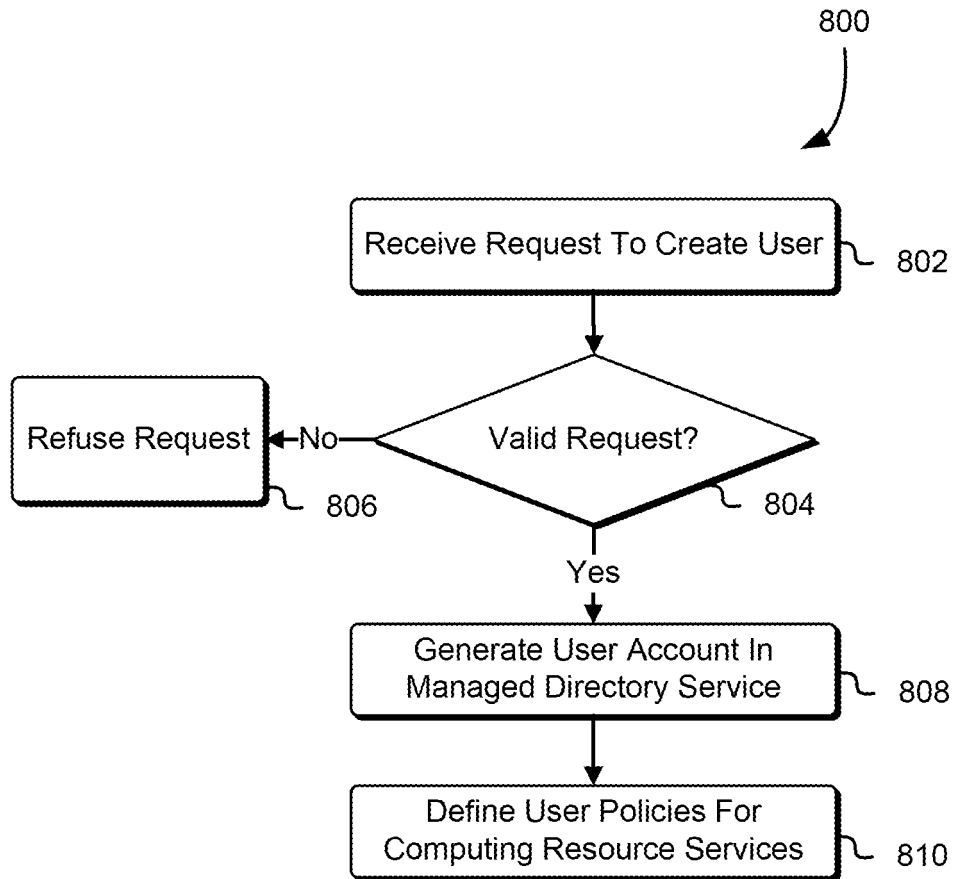 800
Receive Request To Create User
802
Valid Request?
804
No
Refuse Request
806
Yes
Generate User Account In
Managed Directory Service
808
Define User Policies For
Computing Resource Services
810